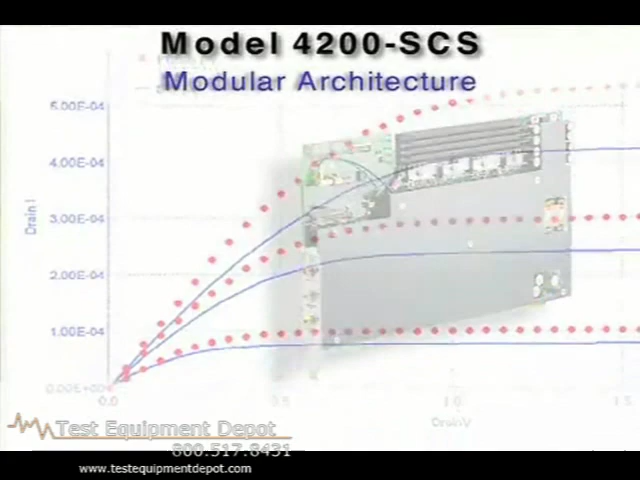 Model 4200-SCS
Modular Architecture
5.00E-04
4.00E-04
3.00E-04
2.00E-04
1.00E-04
0.00E+00
0.0
0.5
1.0
1.5
Drain I
Drain V
Test Equipment Depot
800.517.8431
www.testequipmentdepot.com